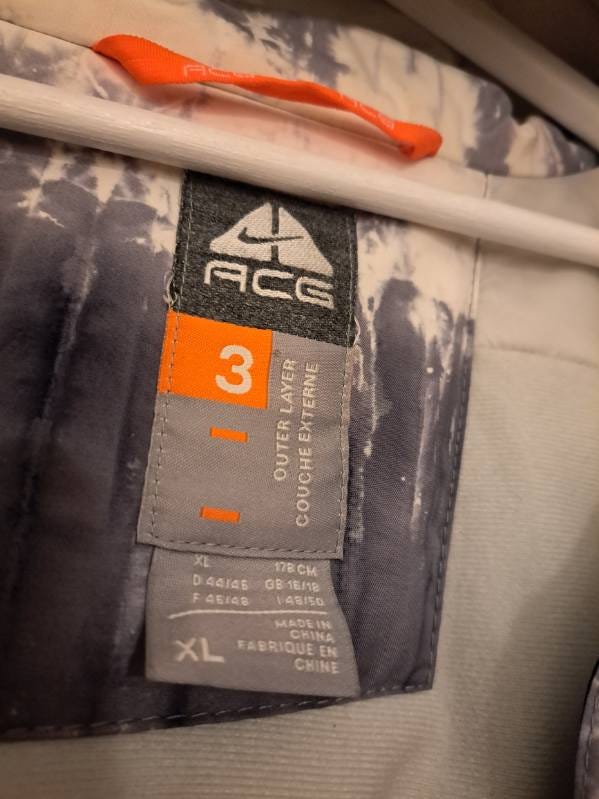 ACG
ACG
ACG
3
OUTER LAYER
COUCHE EXTERNE
XL 178 CM
D 44/46 GB 16/18
F 46/48 I 48/50
MADE IN
CHINA
XL FABRIQUE EN
CHINE